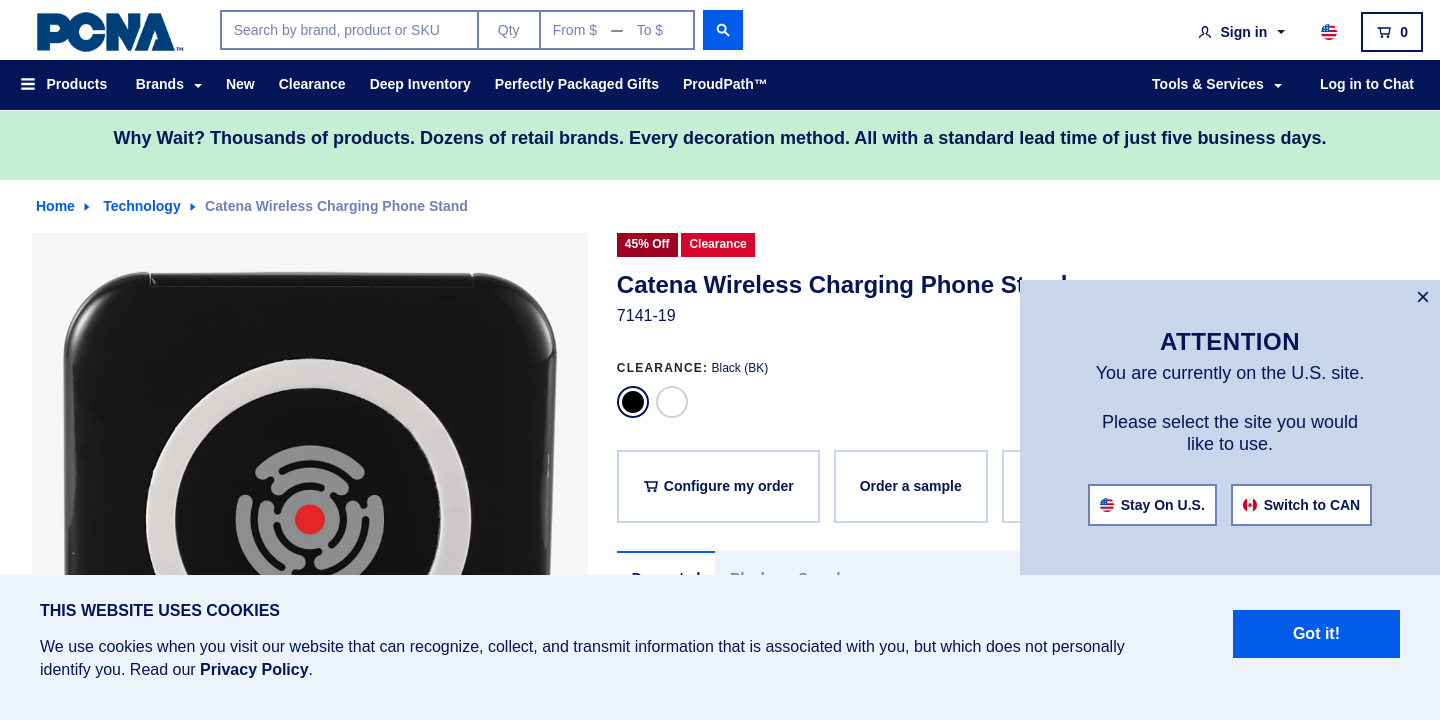 PCNA™
Search by brand, product or SKU
Qty
From $ — To $
Sign in
0
Products
Brands
New
Clearance
Deep Inventory
Perfectly Packaged Gifts
ProudPath™
Tools & Services
Log in to Chat
Why Wait? Thousands of products. Dozens of retail brands. Every decoration method. All with a standard lead time of just five business days.
Home
Technology
Catena Wireless Charging Phone Stand
45% Off
Clearance
Catena Wireless Charging Phone Stand
7141-19
CLEARANCE: Black (BK)
Configure my order
Order a sample
×
ATTENTION
You are currently on the U.S. site.
Please select the site you would
like to use.
Stay On U.S.
Switch to CAN
THIS WEBSITE USES COOKIES
We use cookies when you visit our website that can recognize, collect, and transmit information that is associated with you, but which does not personally
identify you. Read our Privacy Policy.
Got it!